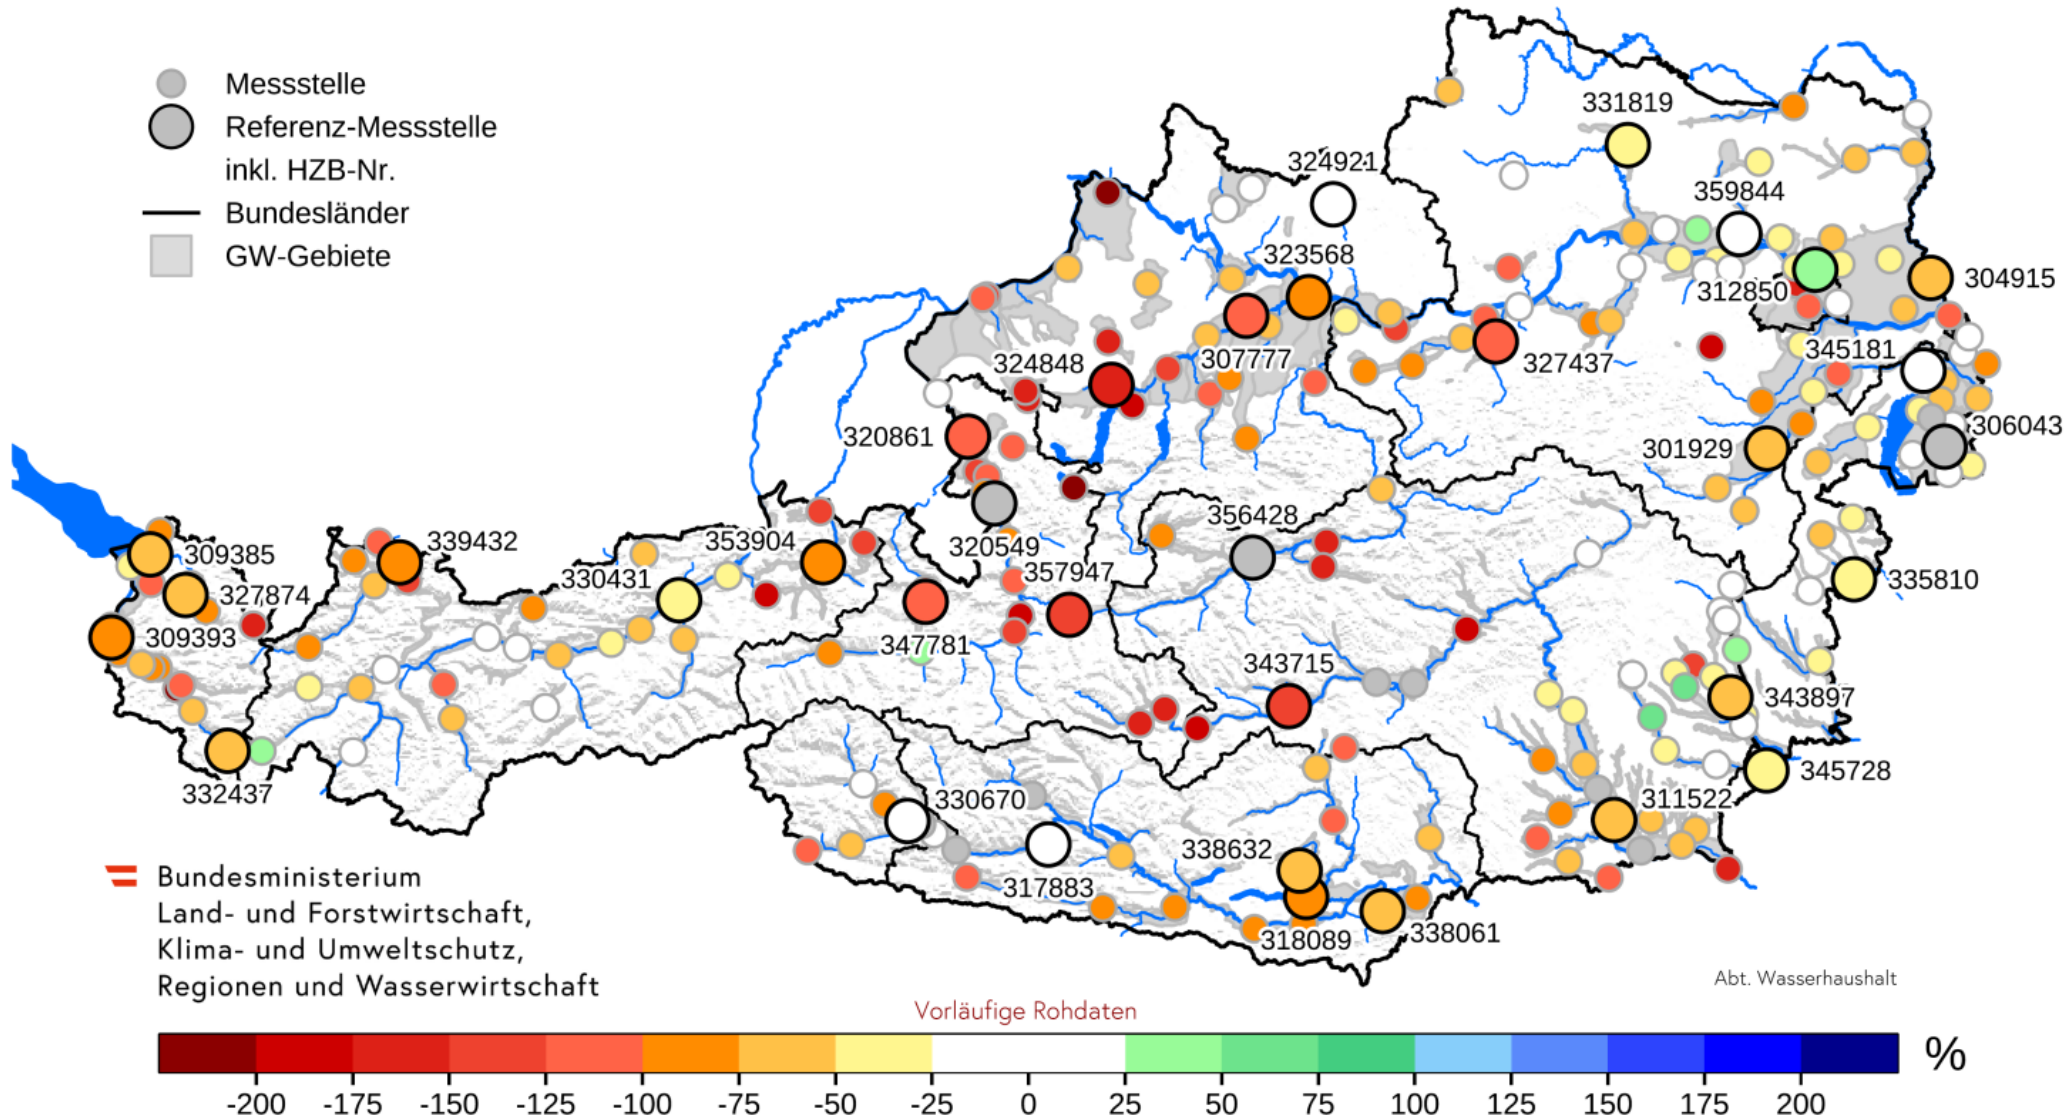 Messstelle
Referenz-Messstelle
inkl. HZB-Nr.
Bundesländer
GW-Gebiete
331819
324921
359844
323568
304915
312850
324848
307777
327437
345181
320861
301929
306043
356428
309385
339432
353904
320549
330431
357947
327874
335810
309393
347781
343715
343897
332437
345728
330670
311522
338632
317883
318089
338061
Bundesministerium
Land- und Forstwirtschaft,
Klima- und Umweltschutz,
Regionen und Wasserwirtschaft
Abt. Wasserhaushalt
Vorläufige Rohdaten
%
-200 -175 -150 -125 -100 -75 -50 -25 0 25 50 75 100 125 150 175 200